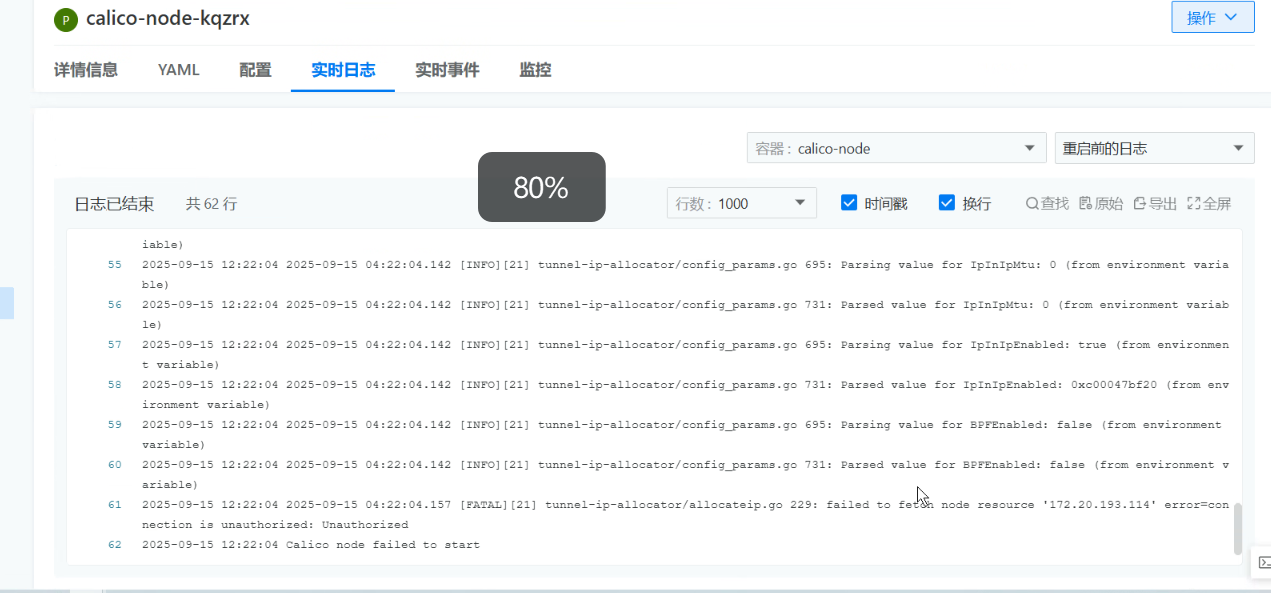 P calico-node-kqzrx
操作
详情信息 YAML 配置 实时日志 实时事件 监控
容器： calico-node 重启前的日志
80%
日志已结束 共 62 行 行数： 1000 时间戳 换行 查找 原始 导出 全屏
iable)
55 2025-09-15 12:22:04 2025-09-15 04:22:04.142 [INFO][21] tunnel-ip-allocator/config_params.go 695: Parsing value for IpInIpMtu: 0 (from environment varia
ble)
56 2025-09-15 12:22:04 2025-09-15 04:22:04.142 [INFO][21] tunnel-ip-allocator/config_params.go 731: Parsed value for IpInIpMtu: 0 (from environment variab
le)
57 2025-09-15 12:22:04 2025-09-15 04:22:04.142 [INFO][21] tunnel-ip-allocator/config_params.go 695: Parsing value for IpInIpEnabled: true (from environmen
t variable)
58 2025-09-15 12:22:04 2025-09-15 04:22:04.142 [INFO][21] tunnel-ip-allocator/config_params.go 731: Parsed value for IpInIpEnabled: 0xc00047bf20 (from env
ironment variable)
59 2025-09-15 12:22:04 2025-09-15 04:22:04.142 [INFO][21] tunnel-ip-allocator/config_params.go 695: Parsing value for BPFEnabled: false (from environment
variable)
60 2025-09-15 12:22:04 2025-09-15 04:22:04.142 [INFO][21] tunnel-ip-allocator/config_params.go 731: Parsed value for BPFEnabled: false (from environment v
ariable)
61 2025-09-15 12:22:04 2025-09-15 04:22:04.157 [FATAL][21] tunnel-ip-allocator/allocateip.go 229: failed to fetch node resource '172.20.193.114' error=con
nection is unauthorized: Unauthorized
62 2025-09-15 12:22:04 Calico node failed to start